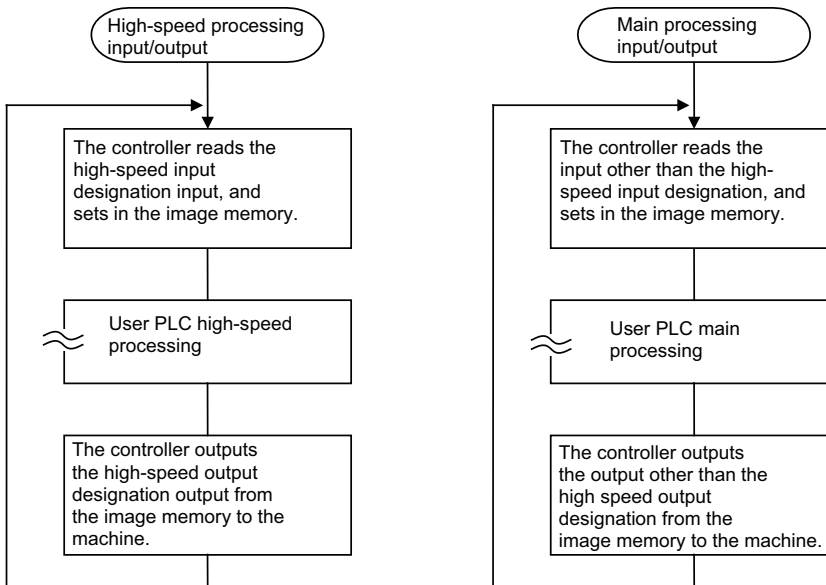 High-speed processing
input/output
The controller reads the
high-speed input
designation input, and
sets in the image memory.
User PLC high-speed
processing
The controller outputs
the high-speed output
designation output from
the image memory to the
machine.
Main processing
input/output
The controller reads the
input other than the high-
speed input designation, and
sets in the image memory.
User PLC main
processing
The controller outputs
the output other than the
high speed output
designation from the
image memory to the machine.